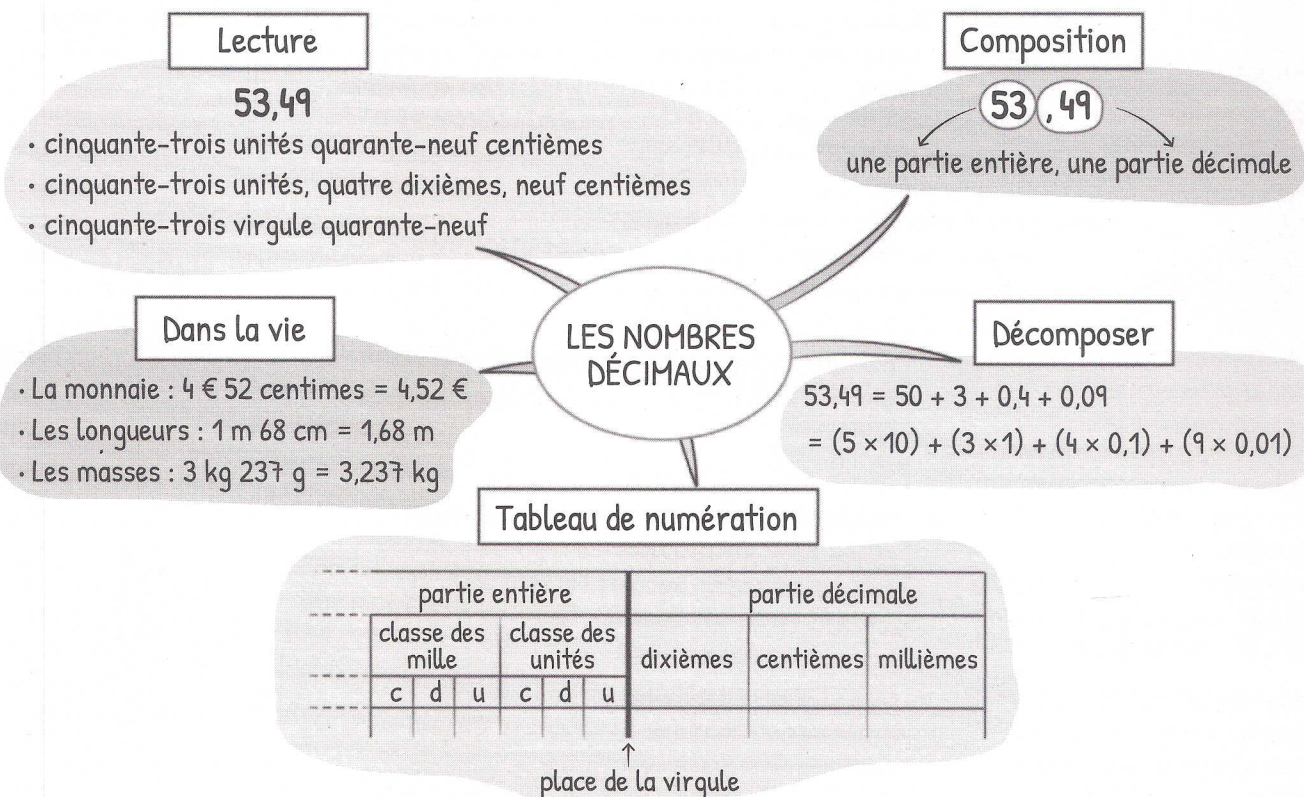 Lecture
53,49
· cinquante-trois unités quarante-neuf centièmes
· cinquante-trois unités, quatre dixièmes, neuf centièmes
· cinquante-trois virgule quarante-neuf
Composition
53 , 49
une partie entière, une partie décimale
LES NOMBRES
DÉCIMAUX
Dans la vie
· La monnaie : 4 € 52 centimes = 4,52 €
· Les longueurs : 1 m 68 cm = 1,68 m
· Les masses : 3 kg 237 g = 3,237 kg
Décomposer
53,49 = 50 + 3 + 0,4 + 0,09
= (5 × 10) + (3 × 1) + (4 × 0,1) + (9 × 0,01)
Tableau de numération
partie entière partie décimale
classe des classe des
mille unités dixièmes centièmes millièmes
c d u c d u
↑
place de la virgule